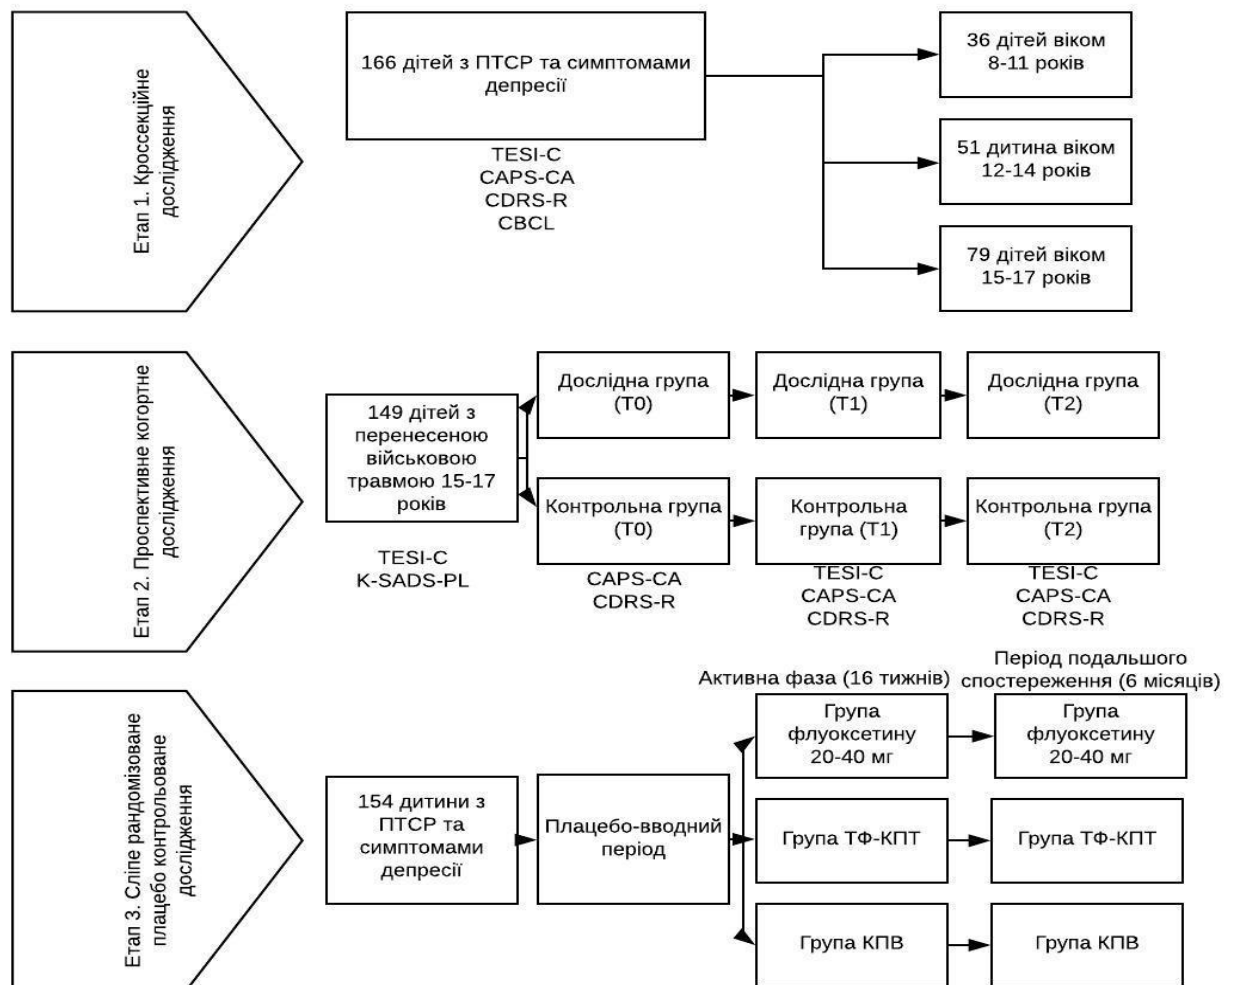 Етап 1. Кроссекційне
дослідження
166 дітей з ПТСР та симптомами
депресії
TESI-C
CAPS-CA
CDRS-R
CBCL
36 дітей віком
8-11 років
51 дитина віком
12-14 років
79 дітей віком
15-17 років
Етап 2. Проспективне когортне
дослідження
149 дітей з
перенесеною
військовою
травмою 15-17
років
TESI-C
K-SADS-PL
Дослідна група
(Т0)
Дослідна група
(Т1)
Дослідна група
(Т2)
Контрольна група
(Т0)
Контрольна
група (Т1)
Контрольна група
(Т2)
CAPS-CA
CDRS-R
TESI-C
CAPS-CA
CDRS-R
TESI-C
CAPS-CA
CDRS-R
Етап 3. Сліпе рандомізоване
плацебо контрольоване
дослідження
154 дитини з
ПТСР та
симптомами
депресії
Плацебо-вводний
період
Активна фаза (16 тижнів)
Період подальшого
спостереження (6 місяців)
Група
флуоксетину
20-40 мг
Група
флуоксетину
20-40 мг
Група ТФ-КПТ
Група ТФ-КПТ
Група КПВ
Група КПВ